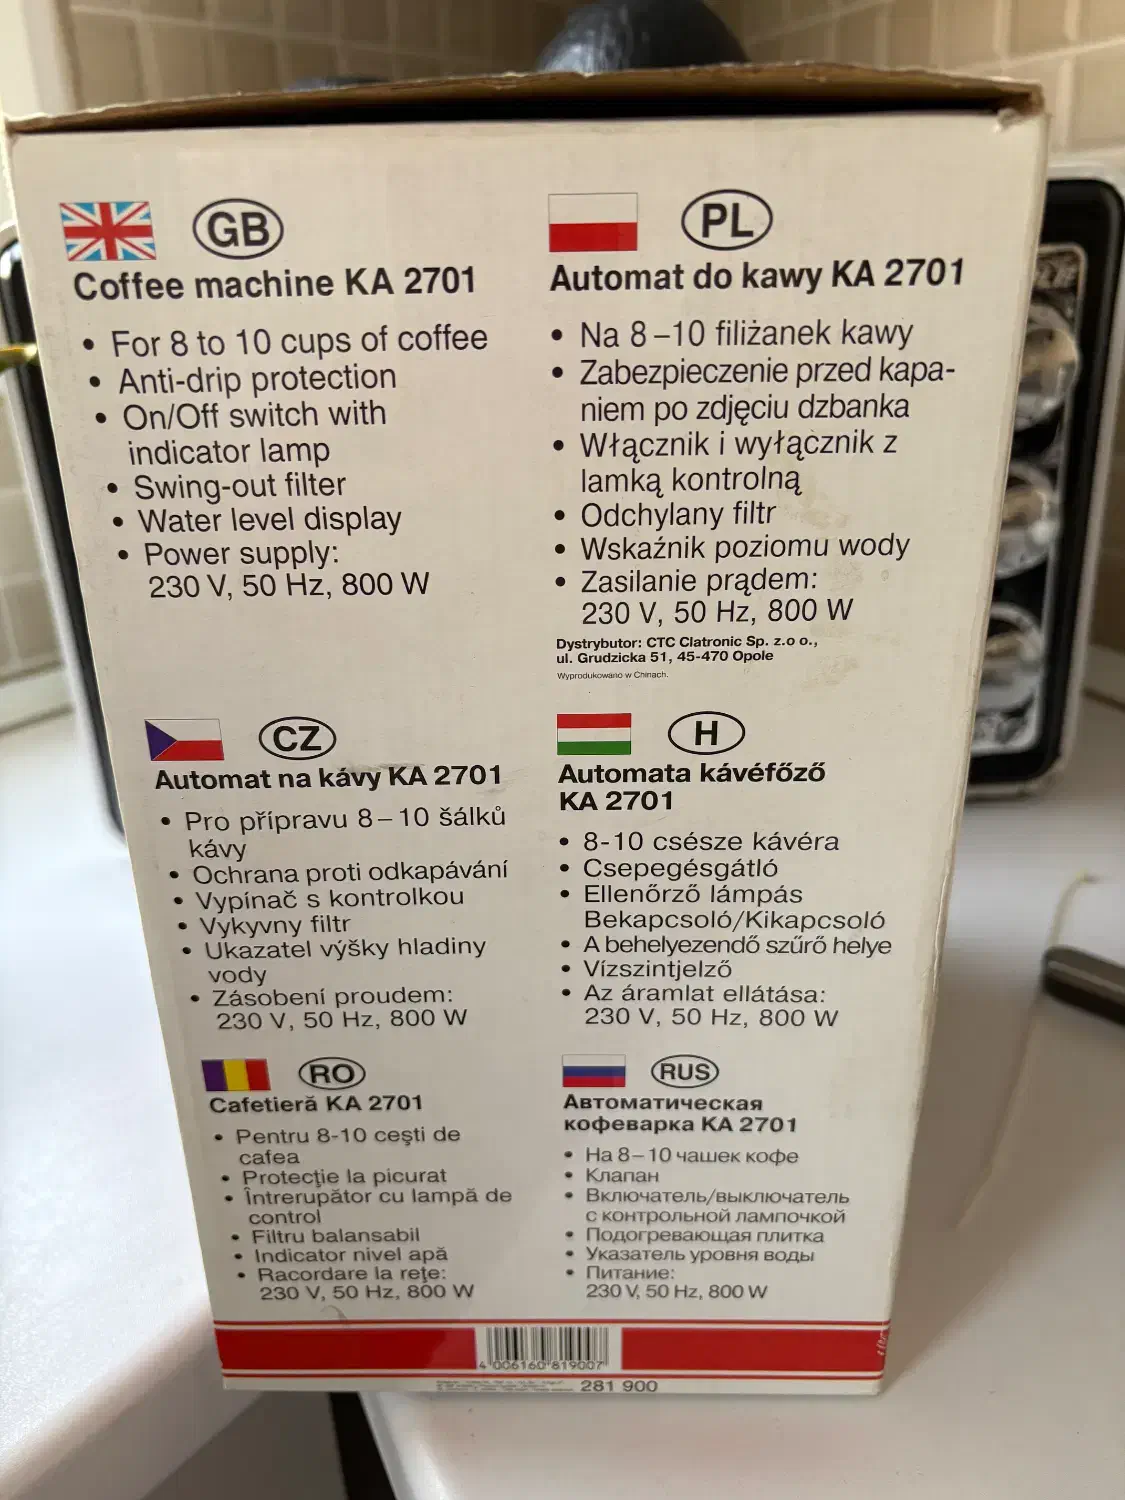 GB
Coffee machine KA 2701
• For 8 to 10 cups of coffee
• Anti-drip protection
• On/Off switch with
indicator lamp
• Swing-out filter
• Water level display
• Power supply:
230 V, 50 Hz, 800 W
PL
Automat do kawy KA 2701
• Na 8–10 filiżanek kawy
• Zabezpieczenie przed kapa-
niem po zdjęciu dzbanka
• Włącznik i wyłącznik z
lamką kontrolną
• Odchylany filtr
• Wskaźnik poziomu wody
• Zasilanie prądem:
230 V, 50 Hz, 800 W
Dystrybutor: CTC Clatronic Sp. z.o o.,
ul. Grudzicka 51, 45-470 Opole
Wyprodukowano w Chinach.
CZ
Automat na kávy KA 2701
• Pro přípravu 8–10 šálků
kávy
• Ochrana proti odkapávání
• Vypínač s kontrolkou
• Vykyvny filtr
• Ukazatel výšky hladiny
vody
• Zásobení proudem:
230 V, 50 Hz, 800 W
H
Automata kávéfőző
KA 2701
• 8-10 csésze kávéra
• Csepegésgátló
• Ellenőrző lámpás
Bekapcsoló/Kikapcsoló
• A behelyezendő szűrő helye
• Vízszintjelző
• Az áramlat ellátása:
230 V, 50 Hz, 800 W
RO
Cafetieră KA 2701
• Pentru 8-10 ceşti de
cafea
• Protecţie la picurat
• Întrerupător cu lampă de
control
• Filtru balansabil
• Indicator nivel apă
• Racordare la reţe:
230 V, 50 Hz, 800 W
RUS
Автоматическая
кофеварка КА 2701
• На 8–10 чашек кофе
• Клапан
• Включатель/выключатель
с контрольной лампочкой
• Подогревающая плитка
• Указатель уровня воды
• Питание:
230 V, 50 Hz, 800 W
4 006160 819007
281 900